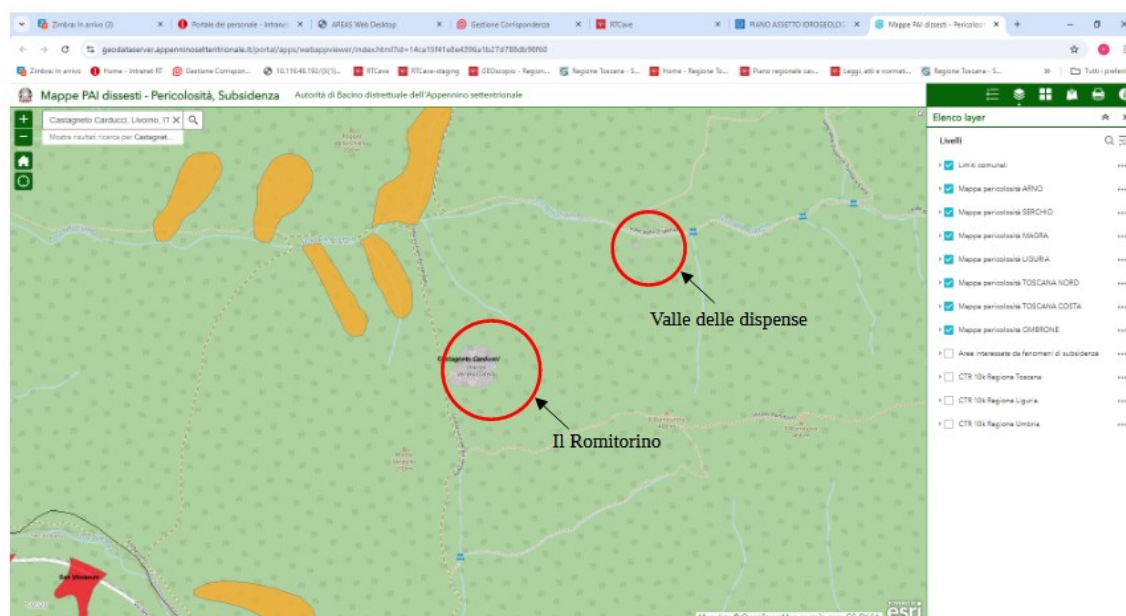 Zimbra: In arrivo (2)
Portale del personale - Intranet
AREAS Web Desktop
Gestione Corrispondenza
RTCave
PIANO ASSETTO IDROGEOLO
Mappe PAI dissesti - Pericolosi
geodataserver.appenninosettentrionale.it/portal/apps/webappviewer/index.html?id=
Zimbra: In arrivo
Home - Intranet RT
Gestione Corrispon...
RTCave
RTCave-staging
GEOscopio - Region...
Regione Toscana - S...
Home - Regione To...
Piano regionale cav...
Leggi, atti e normati...
Regione Toscana - S...
Tutti i preferiti
Mappe PAI dissesti - Pericolosità, Subsidenza
Autorità di Bacino distrettuale dell'Appennino settentrionale
Castagneto Carducci, Livorno, IT
Mostra risultati ricerca per Castagnet...
Elenco layer
Livelli
Limiti comunali
Mappe pericolosità ARNO
Mappe pericolosità SERCHIO
Mappe pericolosità MAGRA
Mappe pericolosità LIGURIA
Mappe pericolosità TOSCANA NORD
Mappe pericolosità TOSCANA COSTA
Mappe pericolosità OMBRONE
Aree interessate da fenomeni di subsidenza
CTR 10k Regione Toscana
CTR 10k Regione Liguria
CTR 10k Regione Umbria
Valle delle dispense
Castagneto Carducci
Il Romitorino
San Vincenzo
esri